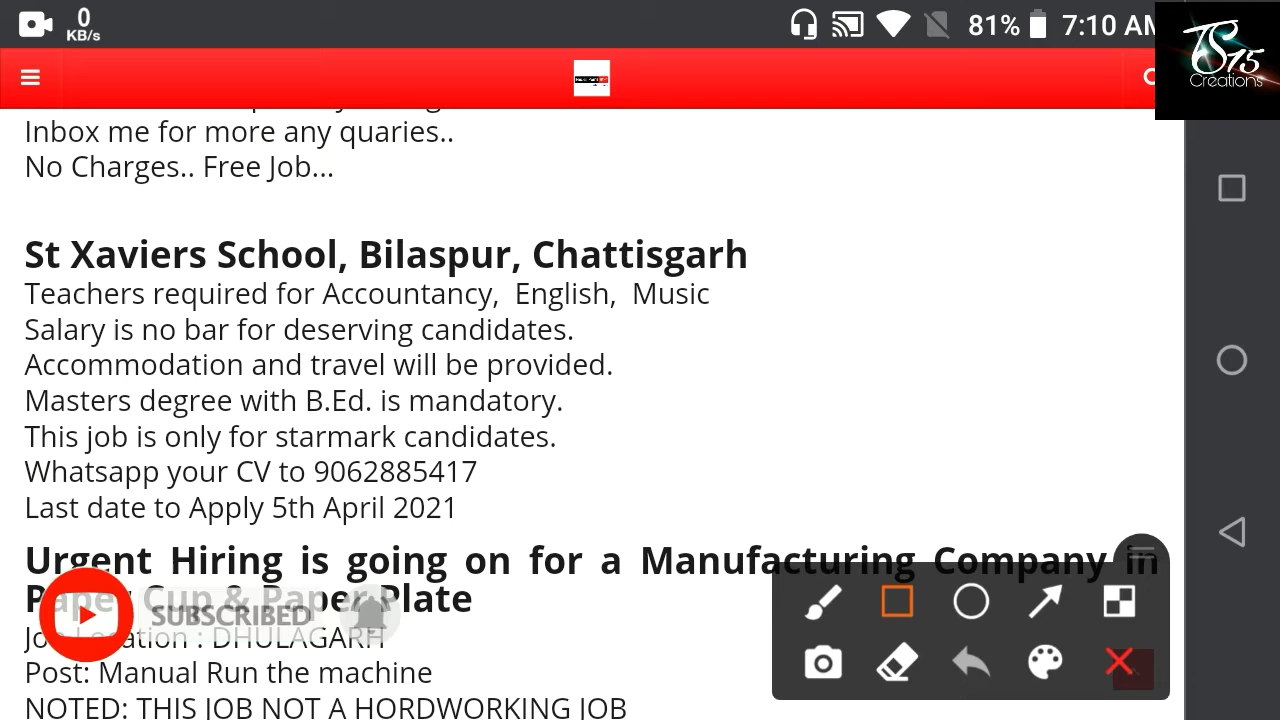 0
KB/s
81%
7:10 AM
TS15
Creations
Inbox me for more any quaries..
No Charges.. Free Job...
St Xaviers School, Bilaspur, Chattisgarh
Teachers required for Accountancy, English, Music
Salary is no bar for deserving candidates.
Accommodation and travel will be provided.
Masters degree with B.Ed. is mandatory.
This job is only for starmark candidates.
Whatsapp your CV to 9062885417
Last date to Apply 5th April 2021
Urgent Hiring is going on for a Manufacturing Company in
Paper Cup & Paper Plate
SUBSCRIBED
Job Location : DHULAGARH
Post: Manual Run the machine
NOTED: THIS JOB NOT A HORDWORKING JOB